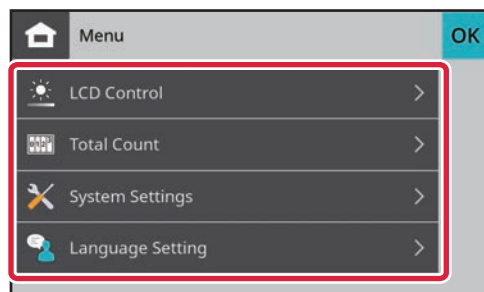 Menu
OK
LCD Control
Total Count
System Settings
Language Setting